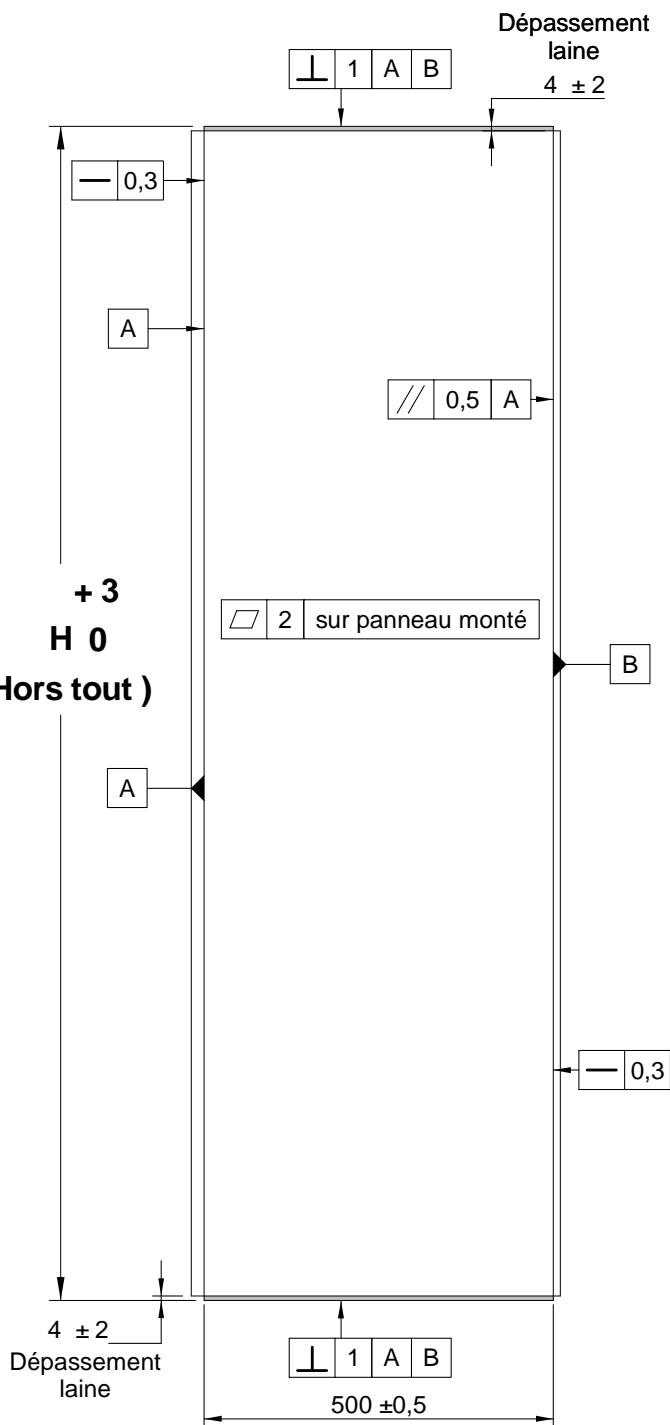 Dépassement
laine
4 ± 2
⊥ 1 A B
⏤ 0,3
A
// 0,5 A
+ 3
H 0
Hors tout )
⏥ 2 sur panneau monté
B
A
⏤ 0,3
4 ± 2
Dépassement
laine
⊥ 1 A B
500 ±0,5